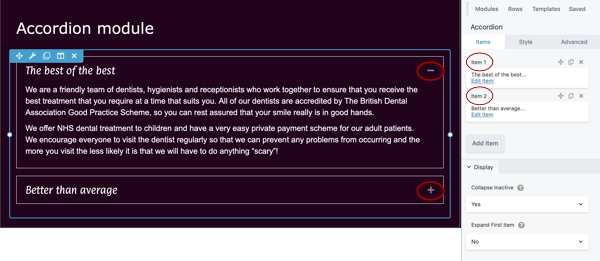 Accordion module
The best of the best
We are a friendly team of dentists, hygienists and receptionists who work together to ensure that you receive the
best treatment that you require at a time that suits you. All of our dentists are accredited by The British Dental
Association Good Practice Scheme, so you can rest assured that your smile really is in good hands.
We offer NHS dental treatment to children and have a very easy private payment scheme for our adult patients.
We encourage everyone to visit the dentist regularly so that we can prevent any problems from occurring and the
more you visit the less likely it is that we will have to do anything "scary"!
Better than average
Modules Rows Templates Saved
Accordion
Items Style Advanced
Item 1
The best of the best...
Edit Item
Item 2
Better than average...
Edit Item
Add Item
Display
Collapse Inactive
Yes
Expand First Item
No